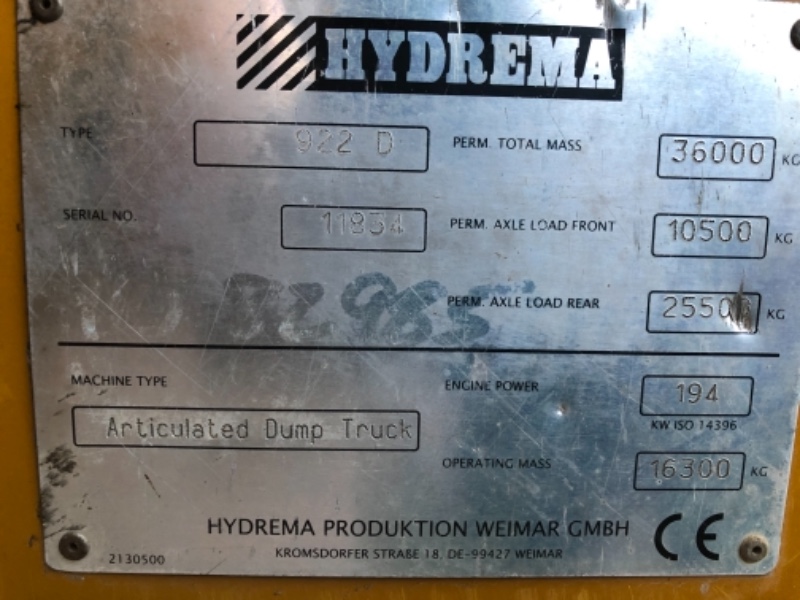 HYDREMA
TYPE 922 D PERM. TOTAL MASS 36000 KG
SERIAL NO. 11834 PERM. AXLE LOAD FRONT 10500 KG
PERM. AXLE LOAD REAR 25500 KG
MACHINE TYPE ENGINE POWER 194
Articulated Dump Truck KW ISO 14396
OPERATING MASS 16300 KG
HYDREMA PRODUKTION WEIMAR GMBH CE
2130500 KROMSDORFER STRAßE 18, DE-99427 WEIMAR